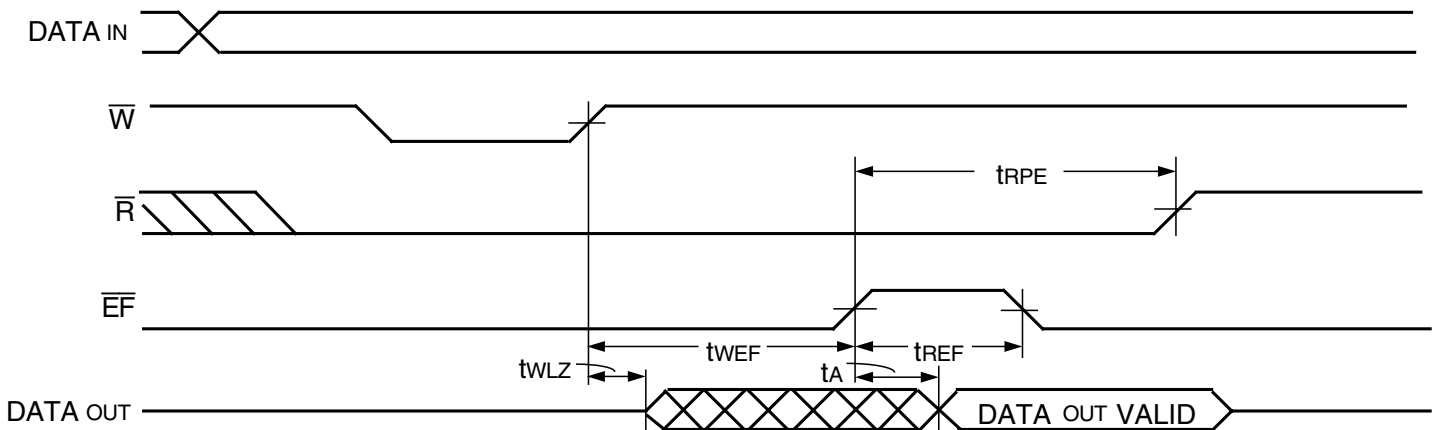 DATA IN
W
tRPE
R
EF
tWEF
tREF
tWLZ
tA
DATA OUT
DATA OUT VALID